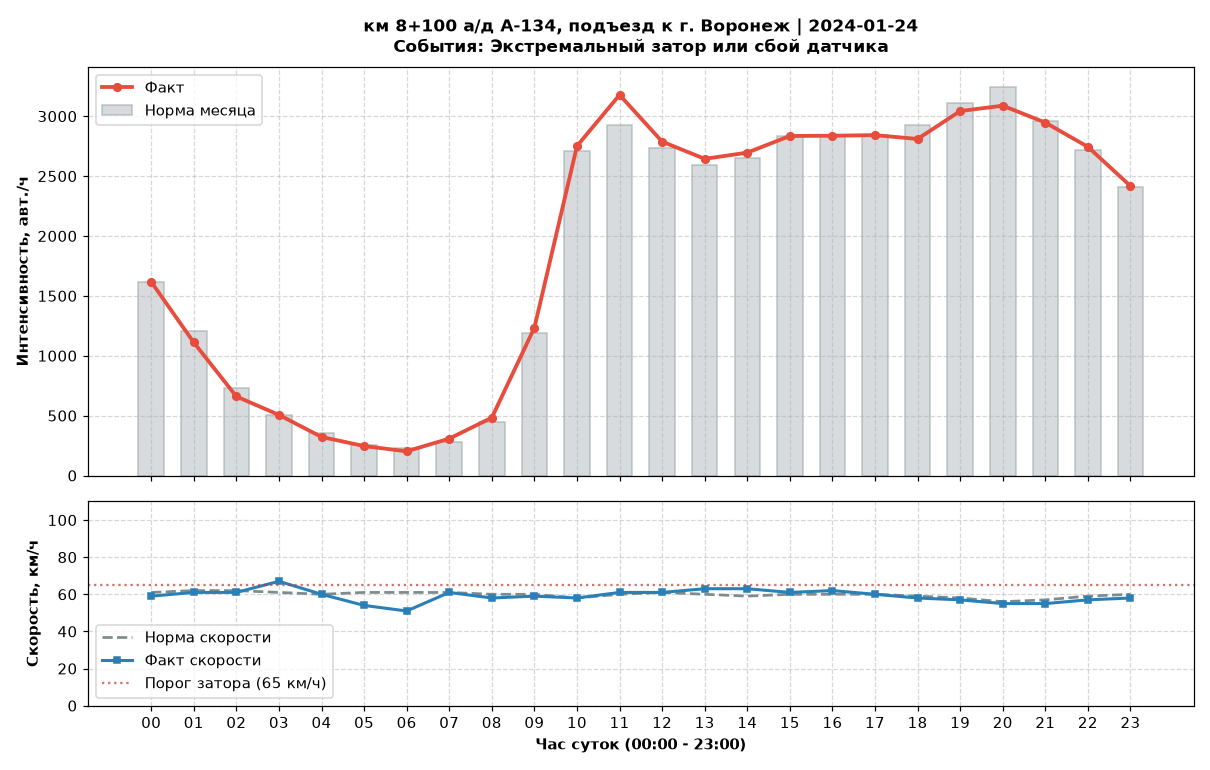 км 8+100 а/д А-134, подъезд к г. Воронеж | 2024-01-24
События: Экстремальный затор или сбой датчика
Факт
Норма месяца
Интенсивность, авт./ч
3000
2500
2000
1500
1000
500
0
Скорость, км/ч
100
80
60
40
20
0
Норма скорости
Факт скорости
Порог затора (65 км/ч)
00 01 02 03 04 05 06 07 08 09 10 11 12 13 14 15 16 17 18 19 20 21 22 23
Час суток (00:00 - 23:00)